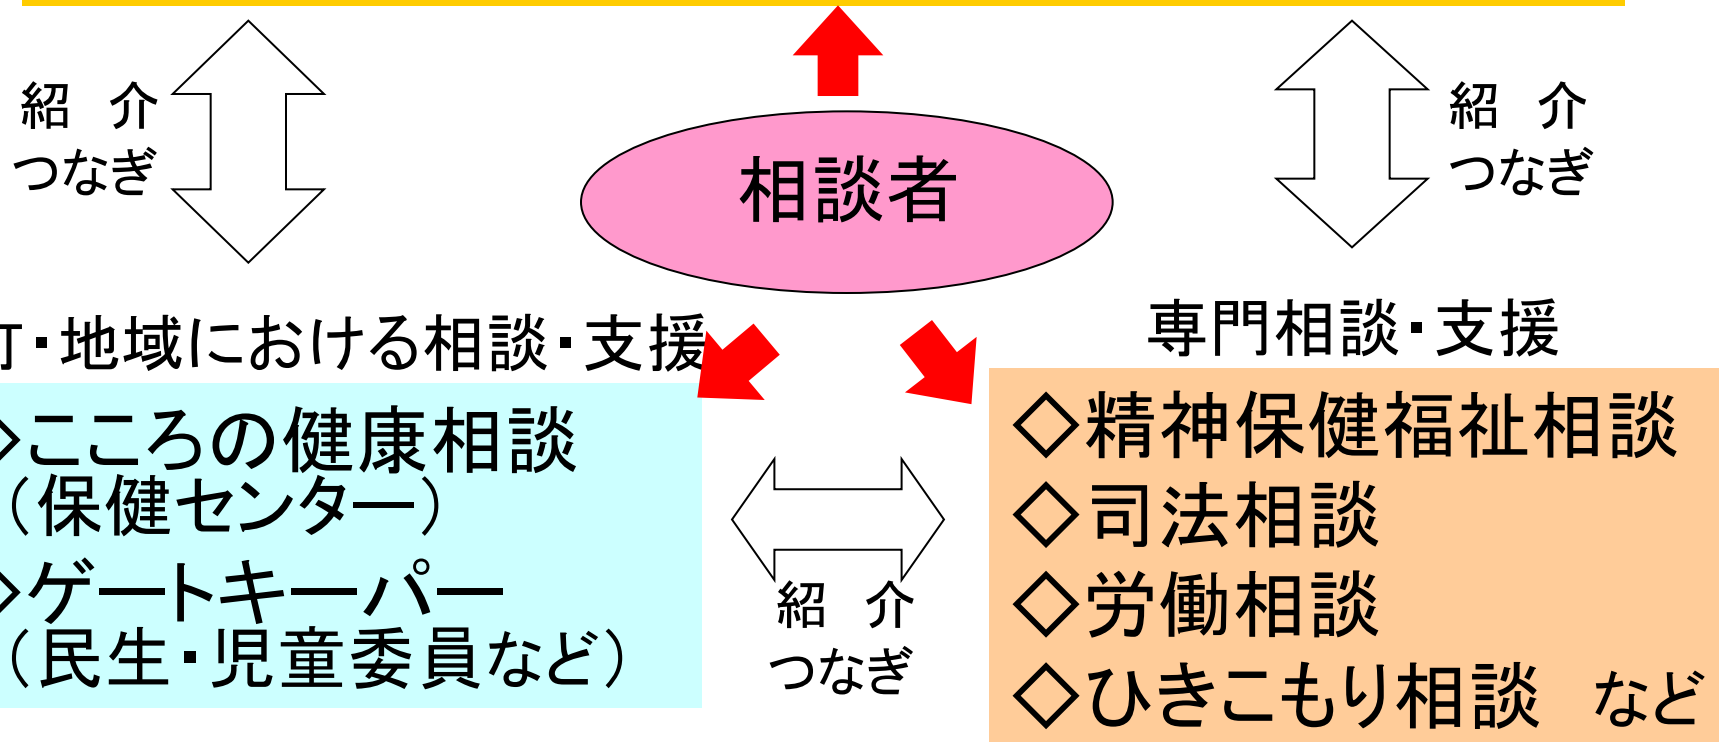 紹　介
つなぎ
相談者
紹　介
つなぎ
町・地域における相談・支援
◇こころの健康相談
（保健センター）
◇ゲートキーパー
（民生・児童委員など）
紹　介
つなぎ
専門相談・支援
◇精神保健福祉相談
◇司法相談
◇労働相談
◇ひきこもり相談　など